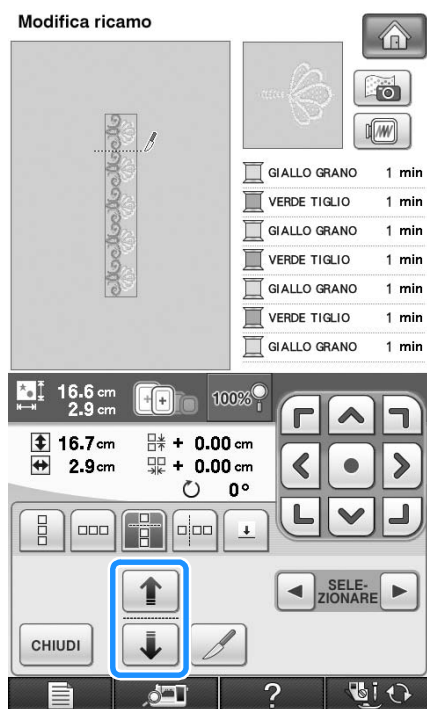 Modifica ricamo
GIALLO GRANO 1 min
VERDE TIGLIO 1 min
GIALLO GRANO 1 min
VERDE TIGLIO 1 min
GIALLO GRANO 1 min
VERDE TIGLIO 1 min
GIALLO GRANO 1 min
16.6 cm
2.9 cm
100%
16.7 cm + 0.00 cm
2.9 cm + 0.00 cm
0°
SELE-
ZIONARE
CHIUDI
?